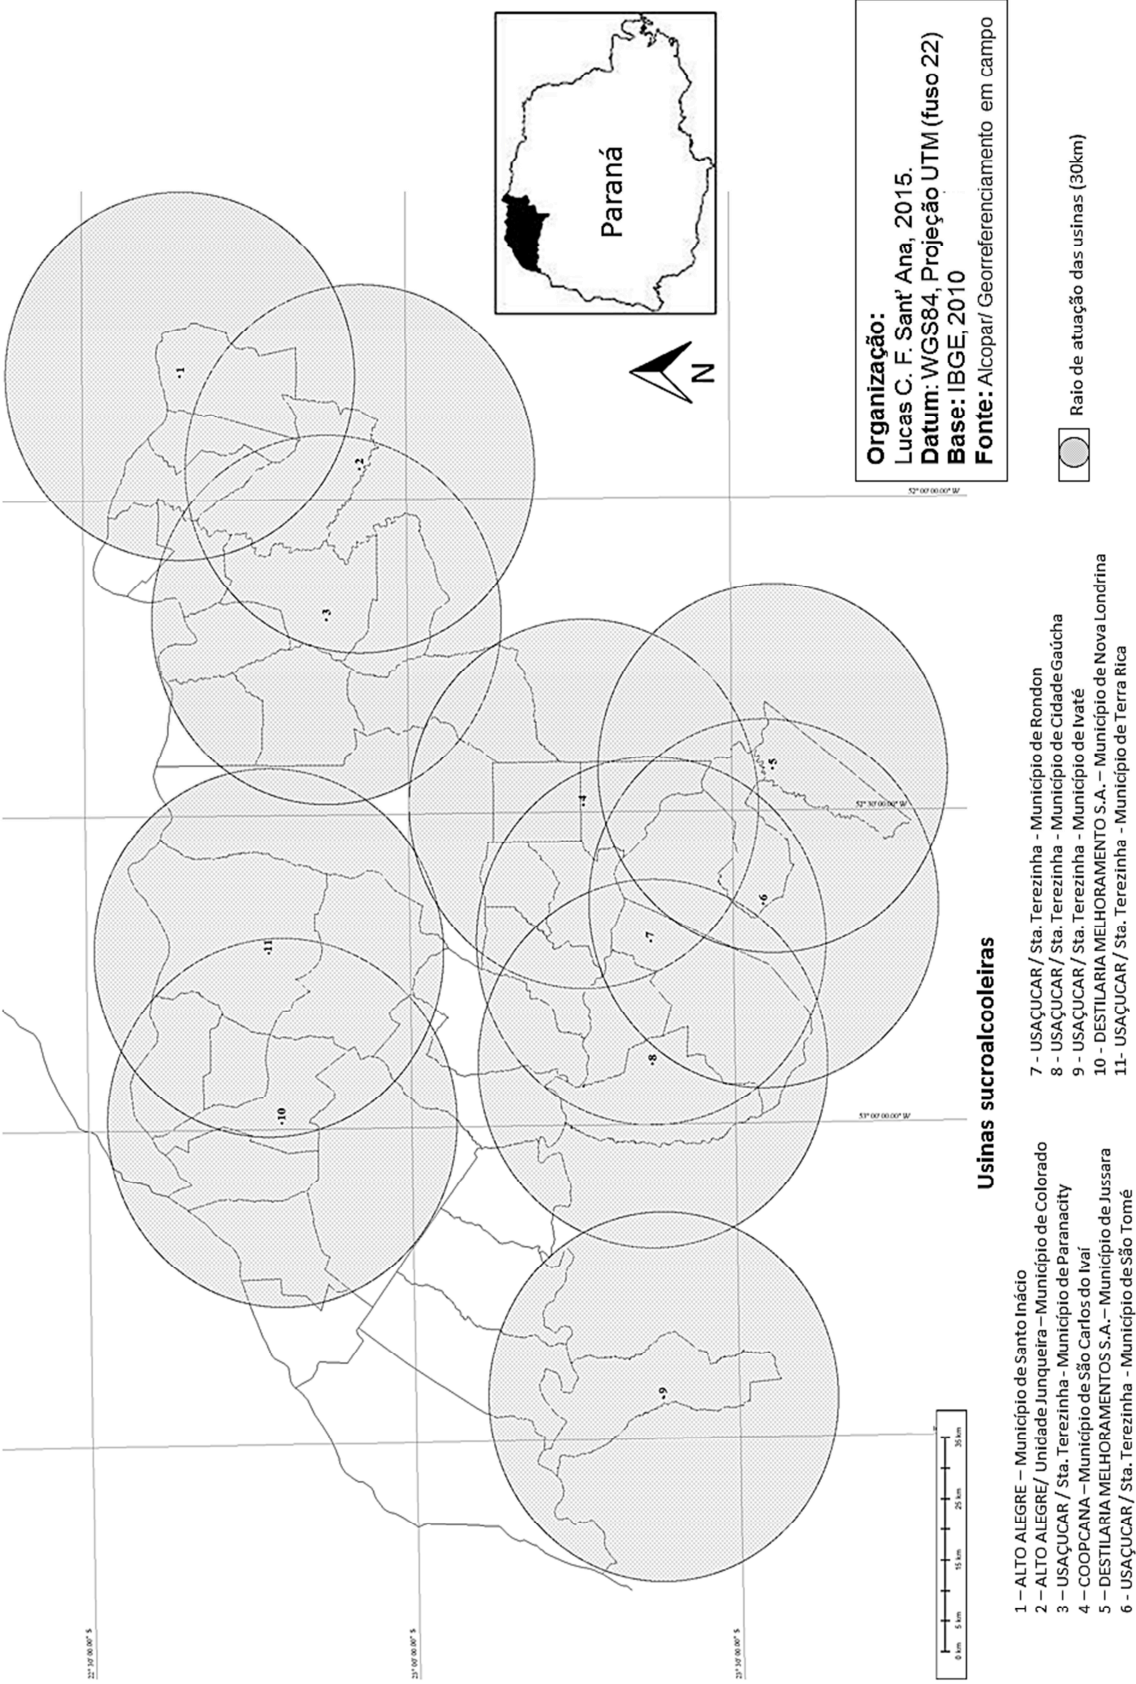 1
2
3
4
5
6
7
8
9
10
11
22° 30' 00.00" S
23° 00' 00.00" S
23° 30' 00.00" S
52° 00' 00.00" W
52° 30' 00.00" W
53° 00' 00.00" W
0 km
5 km
15 km
25 km
35 km
Paraná
N
Organização:
Lucas C. F. Sant' Ana, 2015.
Datum: WGS84, Projeção UTM (fuso 22)
Base: IBGE, 2010
Fonte: Alcopar/ Georreferenciamento em campo
Raio de atuação das usinas (30km)
Usinas sucroalcooleiras
1 – ALTO ALEGRE – Município de Santo Inácio
2 – ALTO ALEGRE/ Unidade Junqueira – Município de Colorado
3 – USAÇUCAR / Sta. Terezinha - Município de Paranacity
4 – COOPCANA – Município de São Carlos do Ivaí
5 – DESTILARIA MELHORAMENTOS S.A. – Município de Jussara
6 - USAÇUCAR / Sta. Terezinha - Município de São Tomé
7 - USAÇUCAR / Sta. Terezinha - Município de Rondon
8 - USAÇUCAR / Sta. Terezinha - Município de Cidade Gaúcha
9 - USAÇUCAR / Sta. Terezinha - Município de Ivaté
10 - DESTILARIA MELHORAMENTO S.A. – Município de Nova Londrina
11- USAÇUCAR / Sta. Terezinha - Município de Terra Rica